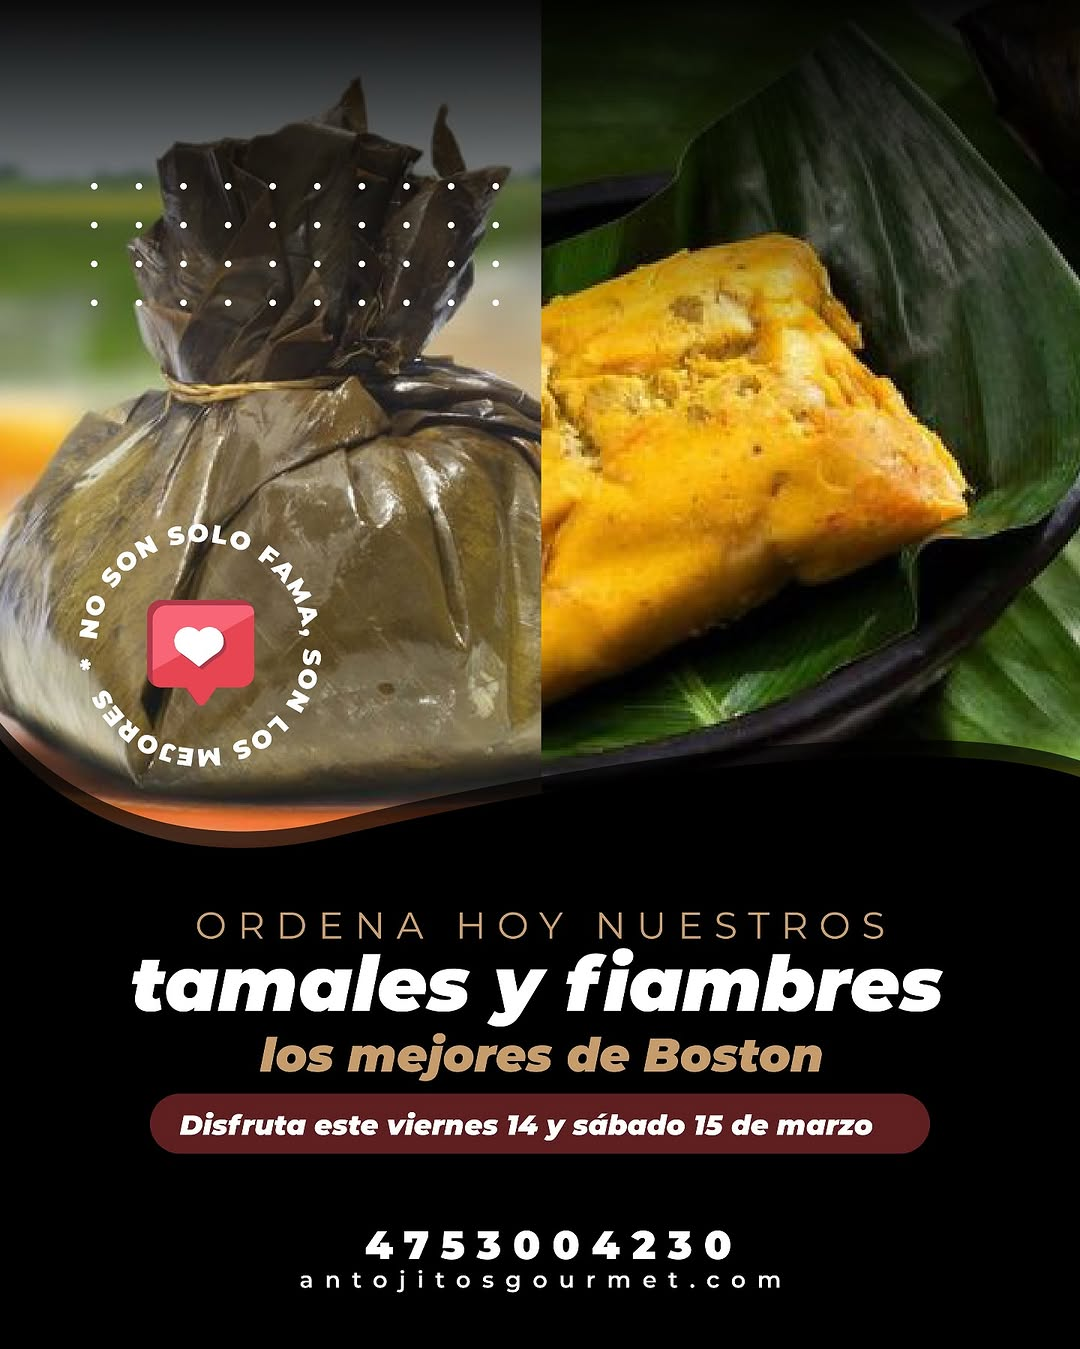 NO SON SOLO FAMA, SON LOS MEJORES *
ORDENA HOY NUESTROS
tamales y fiambres
los mejores de Boston
Disfruta este viernes 14 y sábado 15 de marzo
4753004230
antojitosgourmet.com